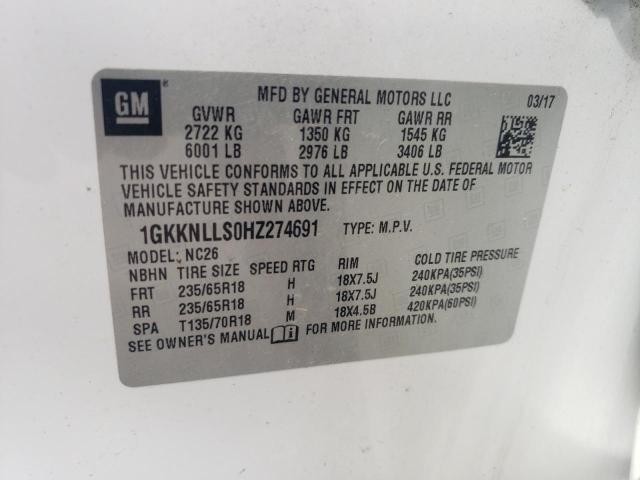 GM
MFD BY GENERAL MOTORS LLC 03/17
GVWR GAWR FRT GAWR RR
2722 KG 1350 KG 1545 KG
6001 LB 2976 LB 3406 LB
THIS VEHICLE CONFORMS TO ALL APPLICABLE U.S. FEDERAL MOTOR
VEHICLE SAFETY STANDARDS IN EFFECT ON THE DATE OF
MANUFACTURE SHOWN ABOVE.
1GKKNLLS0HZ274691 TYPE: M.P.V.
MODEL: NC26
NBHN TIRE SIZE SPEED RTG RIM COLD TIRE PRESSURE
FRT 235/65R18 H 18X7.5J 240KPA(35PSI)
RR 235/65R18 H 18X7.5J 240KPA(35PSI)
SPA T135/70R18 M 18X4.5B 420KPA(60PSI)
SEE OWNER'S MANUAL FOR MORE INFORMATION.